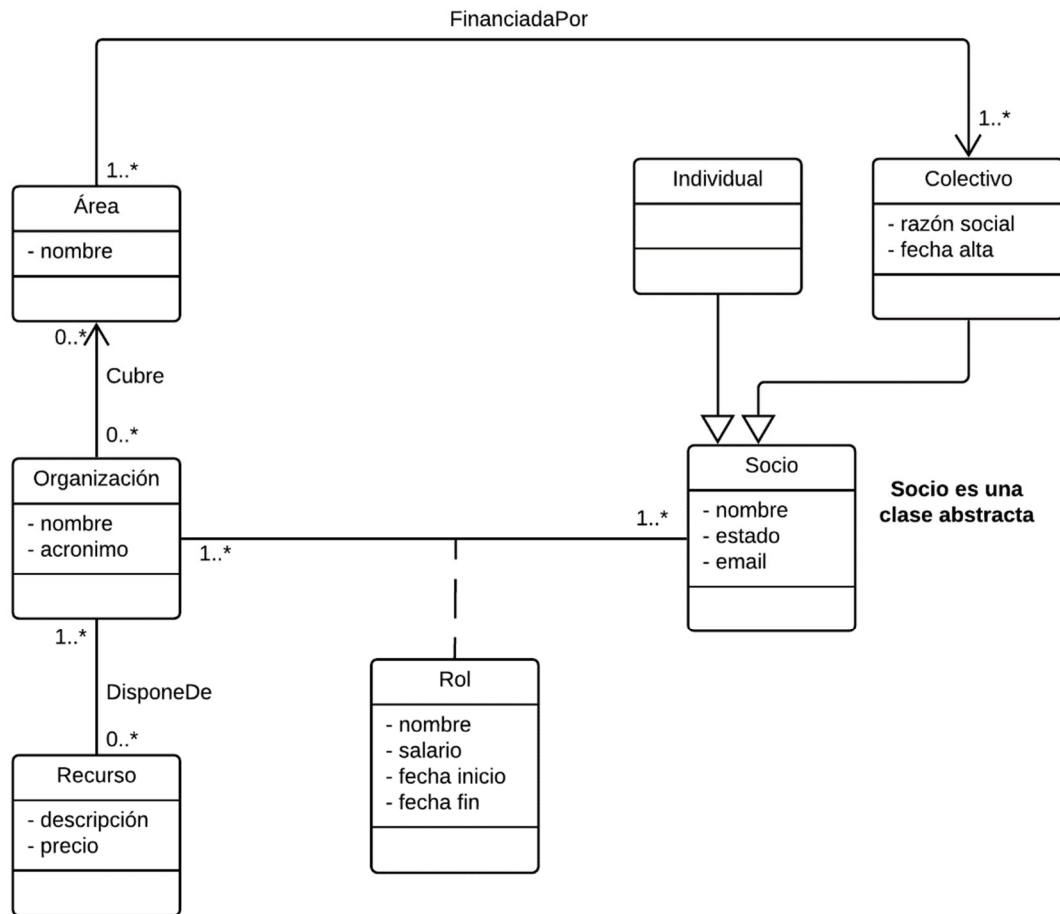 FinanciadaPor
1..*
1..*
Área
- nombre
Individual
Colectivo
- razón social
- fecha alta
0..*
Cubre
0..*
Organización
- nombre
- acronimo
1..*
1..*
Socio
- nombre
- estado
- email
Socio es una
clase abstracta
1..*
DisponeDe
0..*
Rol
- nombre
- salario
- fecha inicio
- fecha fin
Recurso
- descripción
- precio